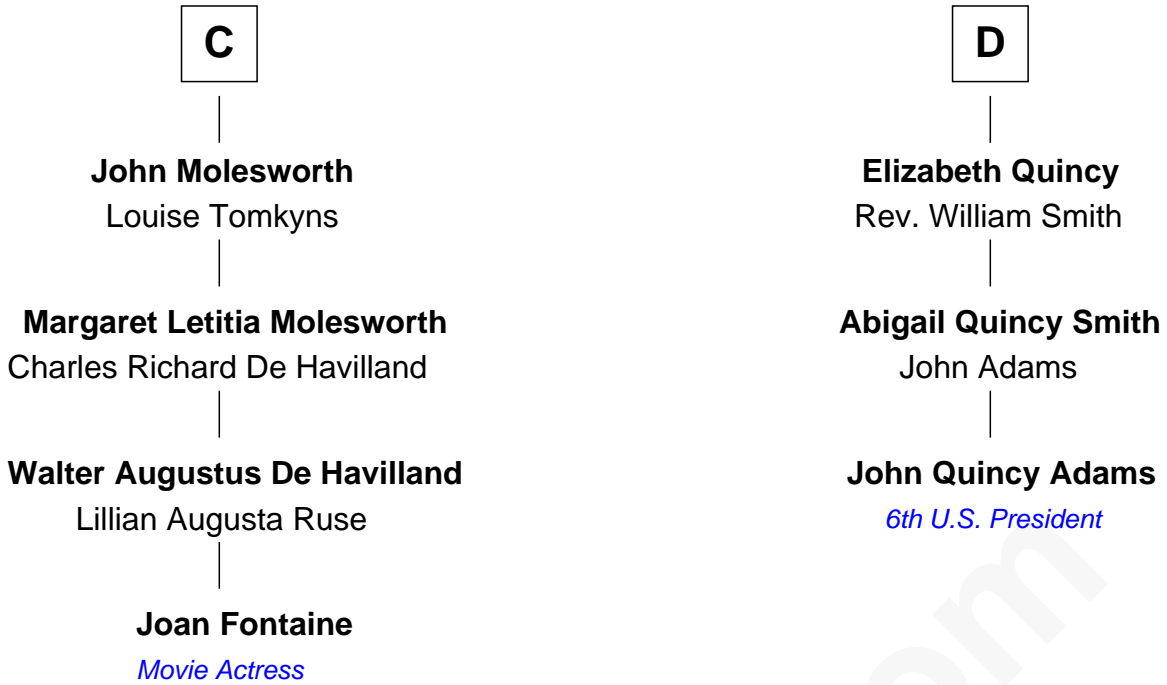 C
John Molesworth
Louise Tomkyns
Margaret Letitia Molesworth
Charles Richard De Havilland
Walter Augustus De Havilland
Lillian Augusta Ruse
Joan Fontaine
Movie Actress
D
Elizabeth Quincy
Rev. William Smith
Abigail Quincy Smith
John Adams
John Quincy Adams
6th U.S. President
om